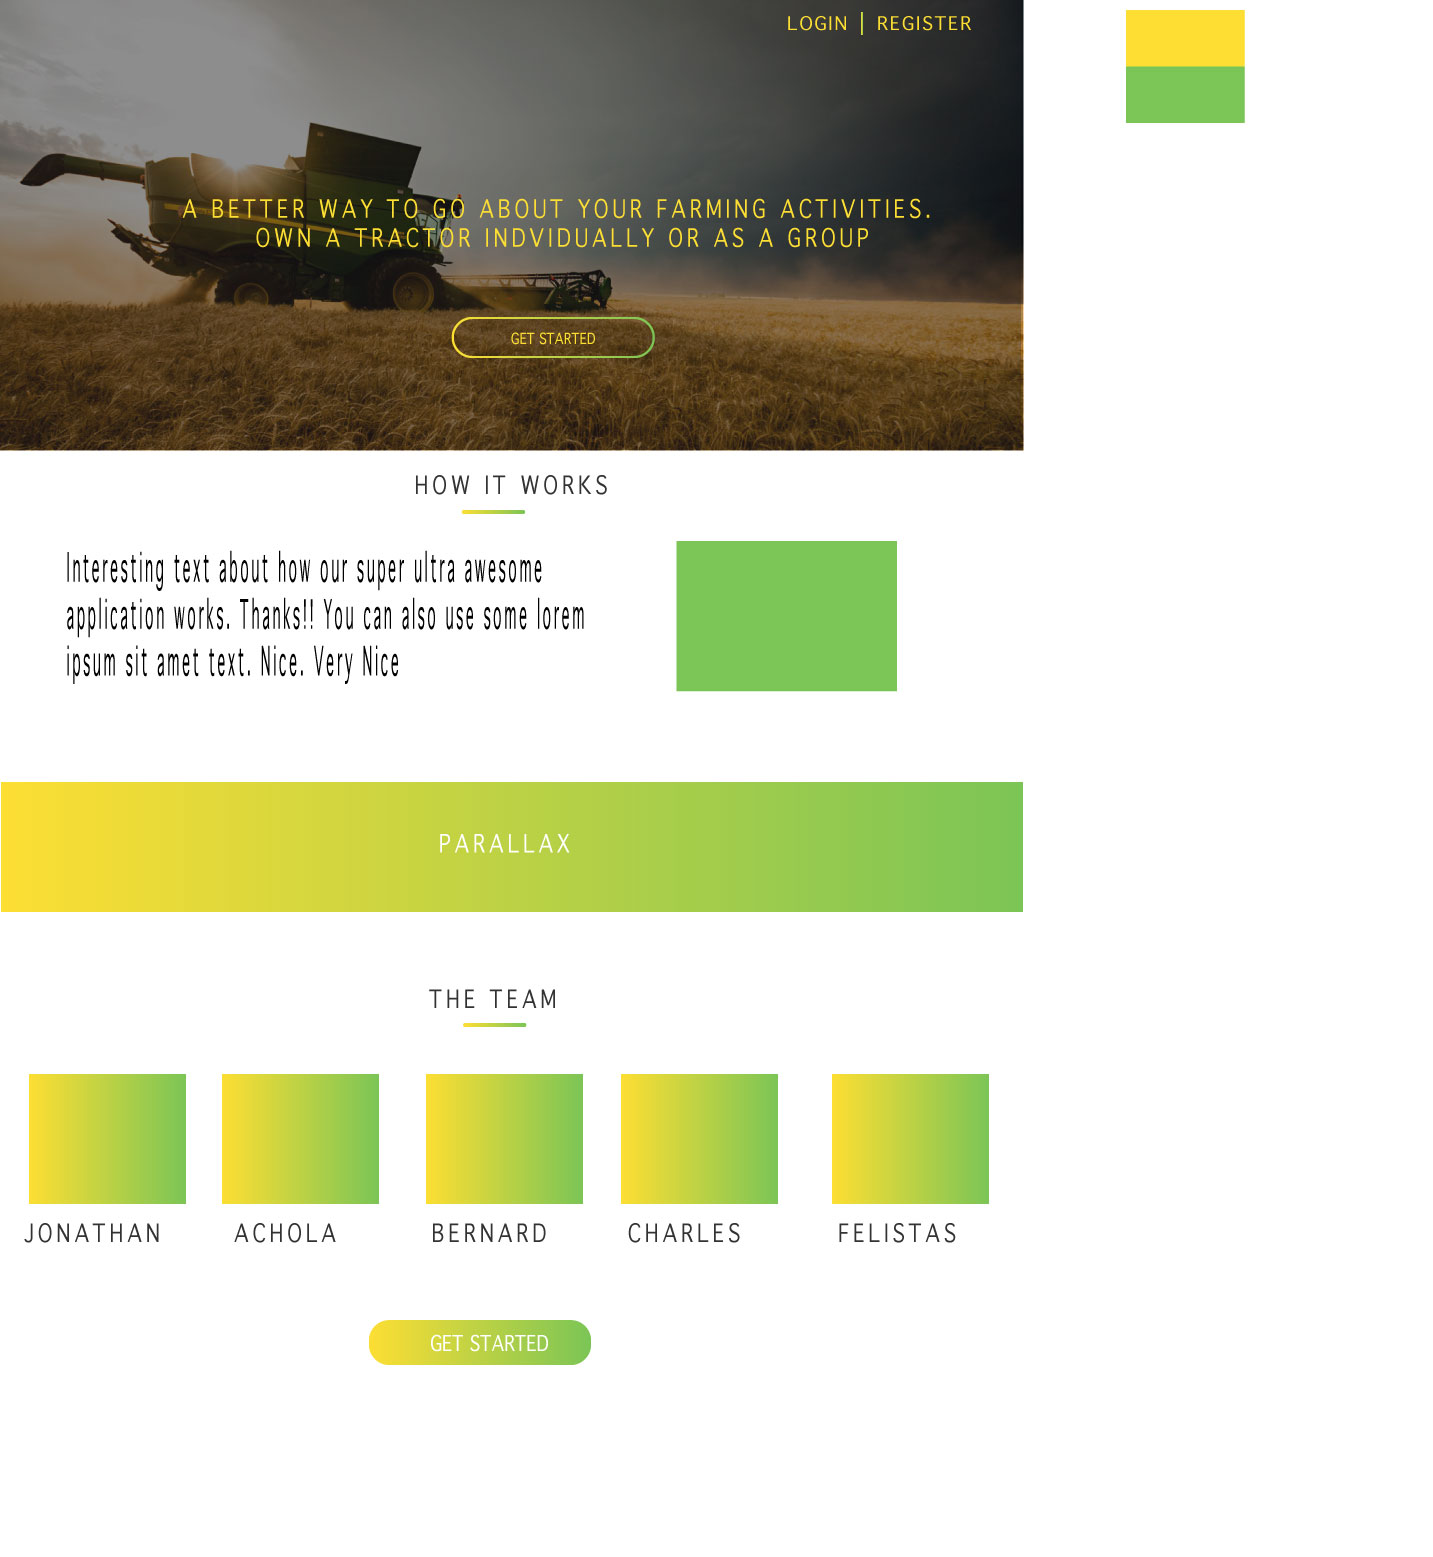 LOGIN | REGISTER
A BETTER WAY TO GO ABOUT YOUR FARMING ACTIVITIES.
OWN A TRACTOR INDVIDUALLY OR AS A GROUP
GET STARTED
HOW IT WORKS
Interesting text about how our super ultra awesome
application works. Thanks!! You can also use some lorem
ipsum sit amet text. Nice. Very Nice
PARALLAX
THE TEAM
JONATHAN ACHOLA BERNARD CHARLES FELISTAS
GET STARTED